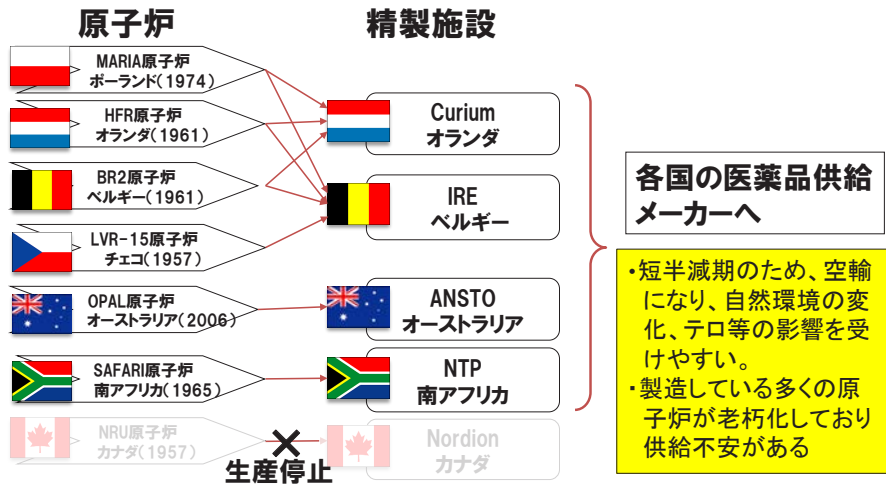 原子炉
精製施設
MARIA原子炉
ポーランド(1974)
HFR原子炉
オランダ(1961)
BR2原子炉
ベルギー(1961)
LVR-15原子炉
チェコ(1957)
OPAL原子炉
オーストラリア(2006)
SAFARI原子炉
南アフリカ(1965)
NRU原子炉
カナダ(1957)
生産停止
Curium
オランダ
IRE
ベルギー
ANSTO
オーストラリア
NTP
南アフリカ
Nordion
カナダ
各国の医薬品供給
メーカーへ
・短半減期のため、空輸
になり、自然環境の変
化、テロ等の影響を受
けやすい。
・製造している多くの原
子炉が老朽化しており
供給不安がある